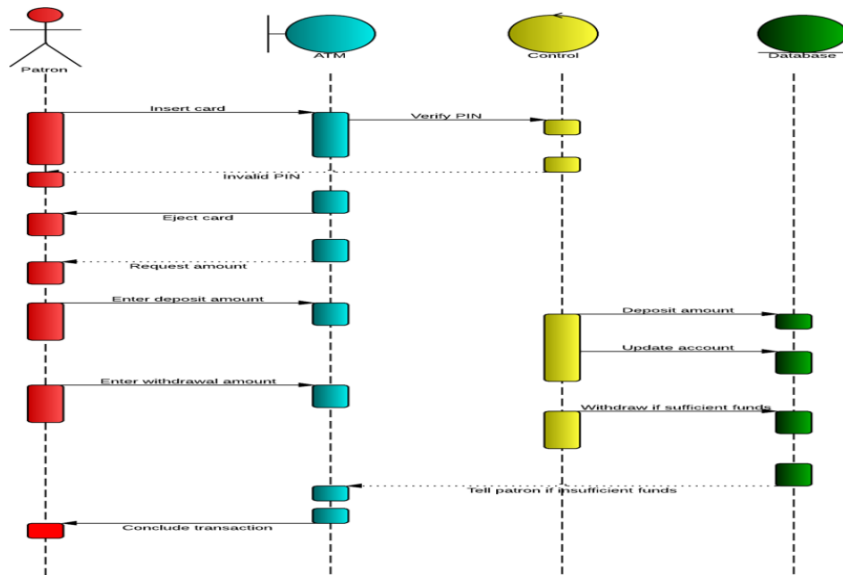 Patron
ATM
Control
Database
Insert card
Verify PIN
Invalid PIN
Eject card
Request amount
Enter deposit amount
Deposit amount
Update account
Enter withdrawal amount
Withdraw if sufficient funds
Tell patron if insufficient funds
Conclude transaction